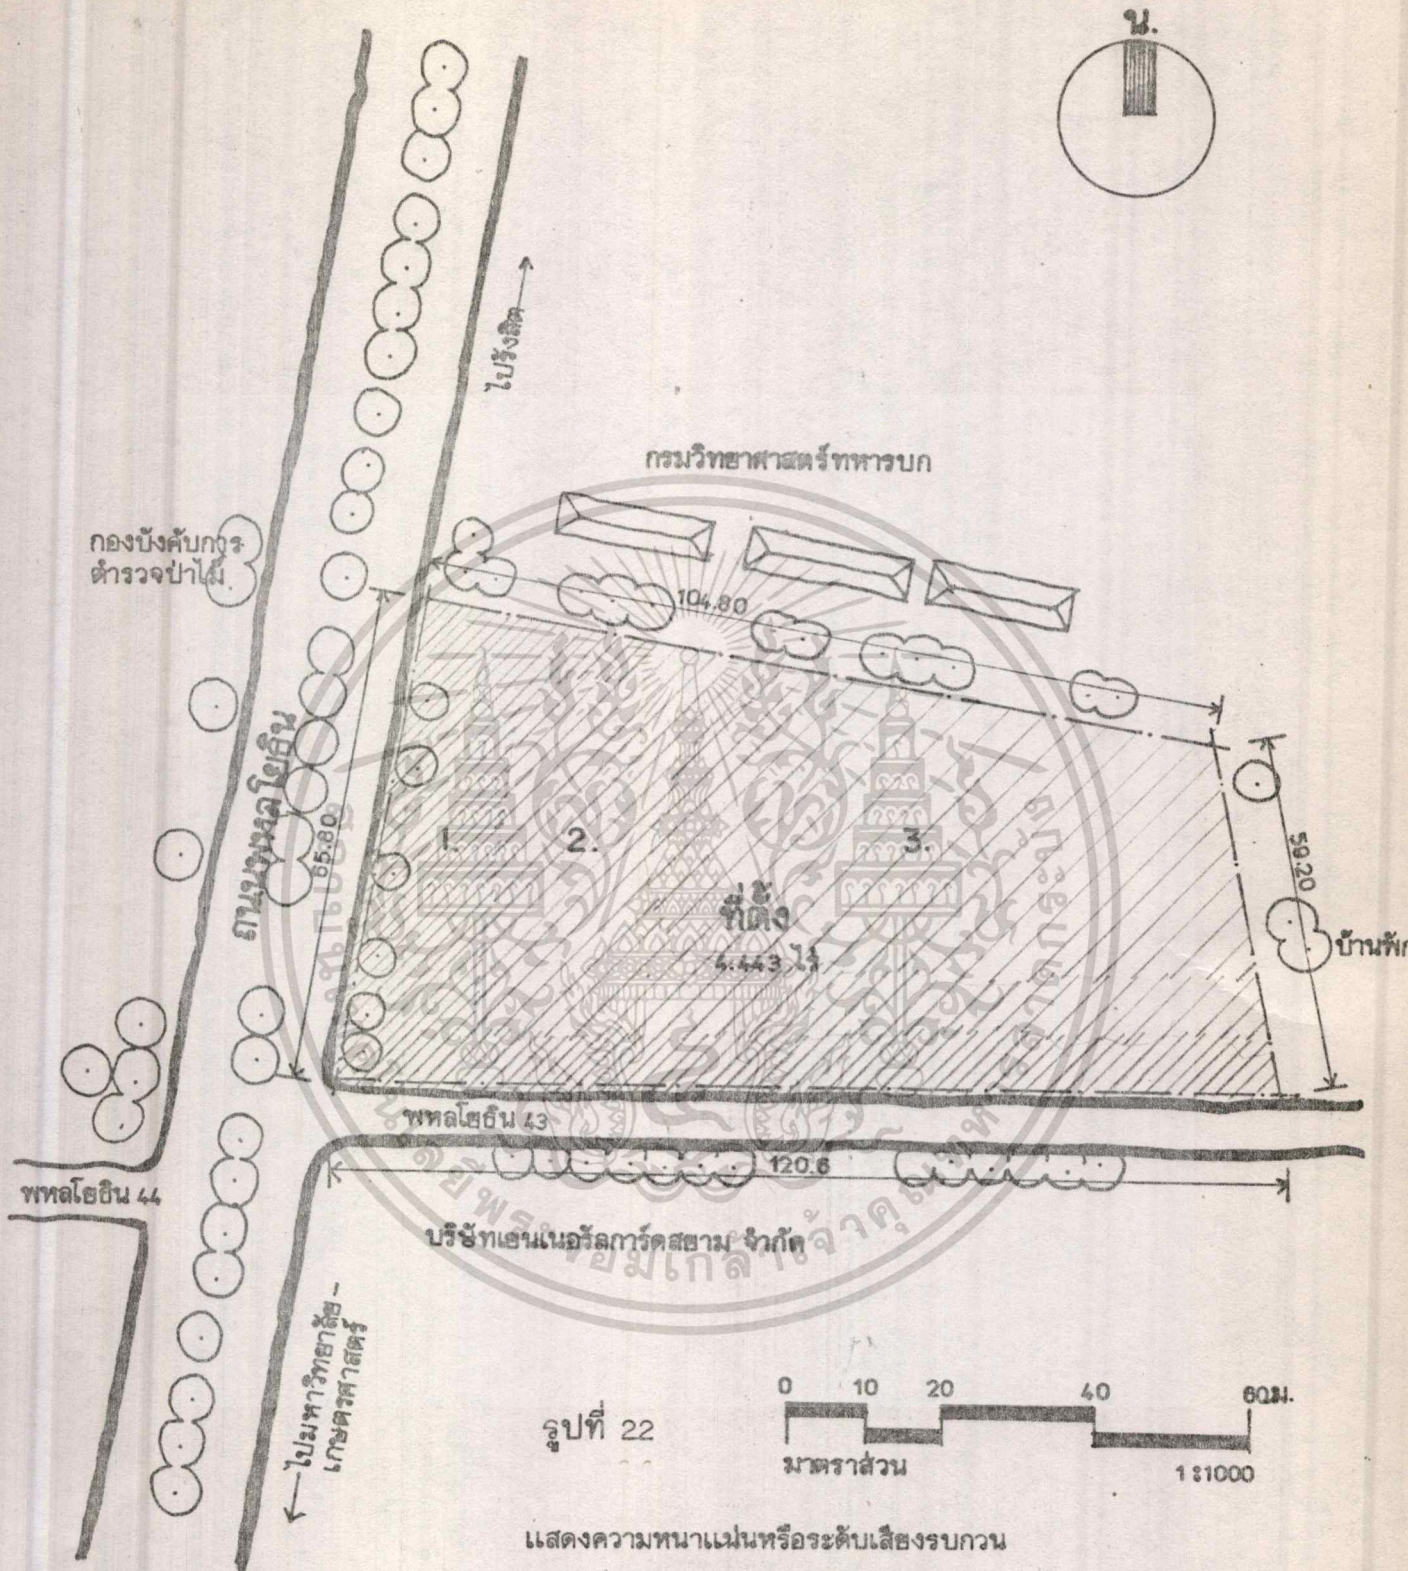 น.
ไปรังสิต
กรมวิทยาศาสตร์ทหารบก
กองบังคับการ
ตำรวจป่าไม้
104.80
ถนนพหลโยธิน
65.80
1.
2.
3.
ที่ตั้ง
4.443 ไร่
59.20
บ้านพัก
พหลโยธิน 43
120.6
พหลโยธิน 44
บริษัทเยนเนอรัลการ์ดสยาม จำกัด
ไปมหาวิทยาลัย-
เกษตรศาสตร์
รูปที่ 22
0 10 20 40 60ม.
มาตราส่วน 1:1000
แสดงความหนาแน่นหรือระดับเสียงรบกวน